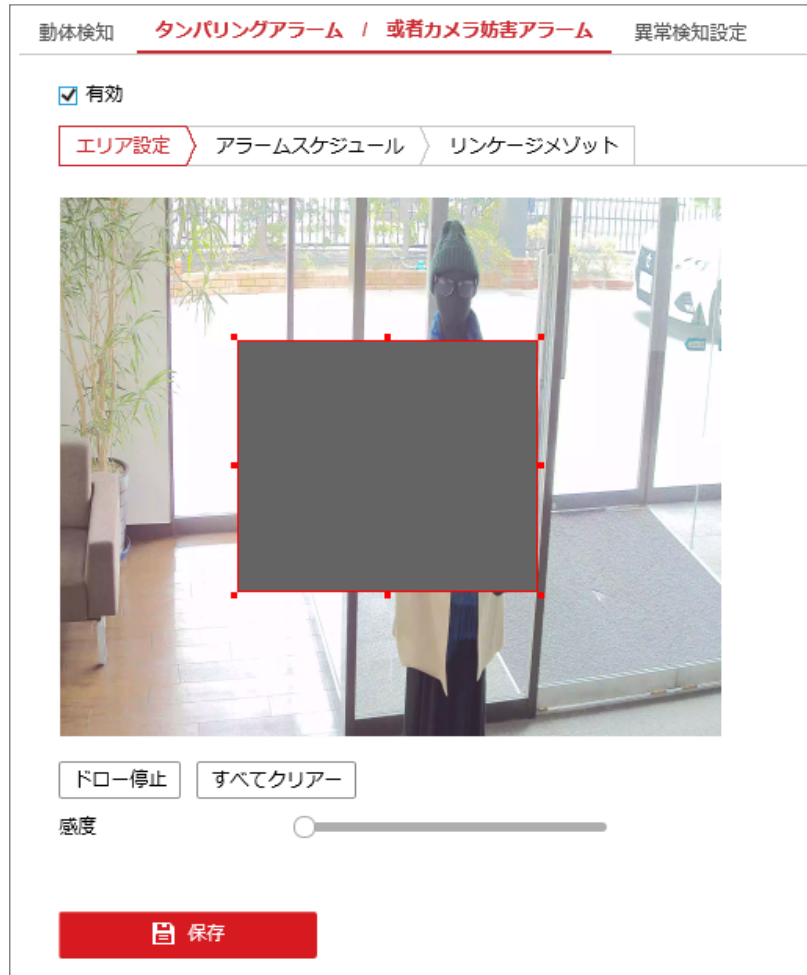 動体検知 タンパリングアラーム / 或者カメラ妨害アラーム 異常検知設定
有効
エリア設定 アラームスケジュール リンケージメゾット
ドロー停止 すべてクリアー
感度
保存